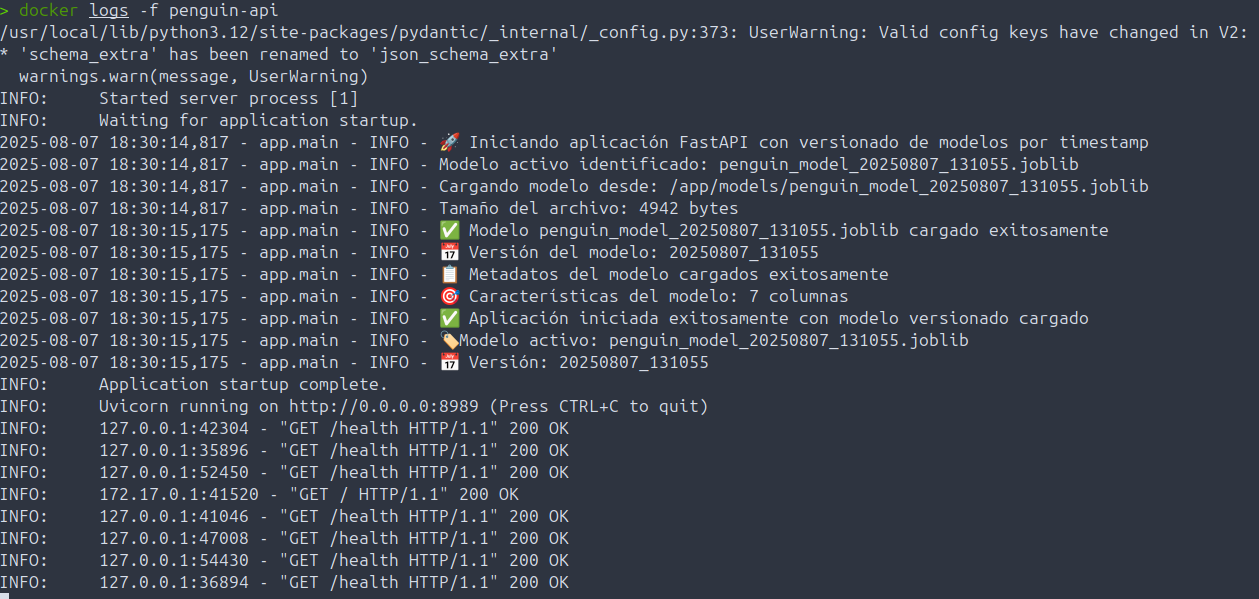 > docker logs -f penguin-api
/usr/local/lib/python3.12/site-packages/pydantic/_internal/_config.py:373: UserWarning: Valid config keys have changed in V2:
* 'schema_extra' has been renamed to 'json_schema_extra'
  warnings.warn(message, UserWarning)
INFO:     Started server process [1]
INFO:     Waiting for application startup.
2025-08-07 18:30:14,817 - app.main - INFO - 🚀 Iniciando aplicación FastAPI con versionado de modelos por timestamp
2025-08-07 18:30:14,817 - app.main - INFO - Modelo activo identificado: penguin_model_20250807_131055.joblib
2025-08-07 18:30:14,817 - app.main - INFO - Cargando modelo desde: /app/models/penguin_model_20250807_131055.joblib
2025-08-07 18:30:14,817 - app.main - INFO - Tamaño del archivo: 4942 bytes
2025-08-07 18:30:15,175 - app.main - INFO - ✅ Modelo penguin_model_20250807_131055.joblib cargado exitosamente
2025-08-07 18:30:15,175 - app.main - INFO - 📅 Versión del modelo: 20250807_131055
2025-08-07 18:30:15,175 - app.main - INFO - 📋 Metadatos del modelo cargados exitosamente
2025-08-07 18:30:15,175 - app.main - INFO - 🎯 Características del modelo: 7 columnas
2025-08-07 18:30:15,175 - app.main - INFO - ✅ Aplicación iniciada exitosamente con modelo versionado cargado
2025-08-07 18:30:15,175 - app.main - INFO - 🏷️Modelo activo: penguin_model_20250807_131055.joblib
2025-08-07 18:30:15,175 - app.main - INFO - 📅 Versión: 20250807_131055
INFO:     Application startup complete.
INFO:     Uvicorn running on http://0.0.0.0:8989 (Press CTRL+C to quit)
INFO:     127.0.0.1:42304 - "GET /health HTTP/1.1" 200 OK
INFO:     127.0.0.1:35896 - "GET /health HTTP/1.1" 200 OK
INFO:     127.0.0.1:52450 - "GET /health HTTP/1.1" 200 OK
INFO:     172.17.0.1:41520 - "GET / HTTP/1.1" 200 OK
INFO:     127.0.0.1:41046 - "GET /health HTTP/1.1" 200 OK
INFO:     127.0.0.1:47008 - "GET /health HTTP/1.1" 200 OK
INFO:     127.0.0.1:54430 - "GET /health HTTP/1.1" 200 OK
INFO:     127.0.0.1:36894 - "GET /health HTTP/1.1" 200 OK